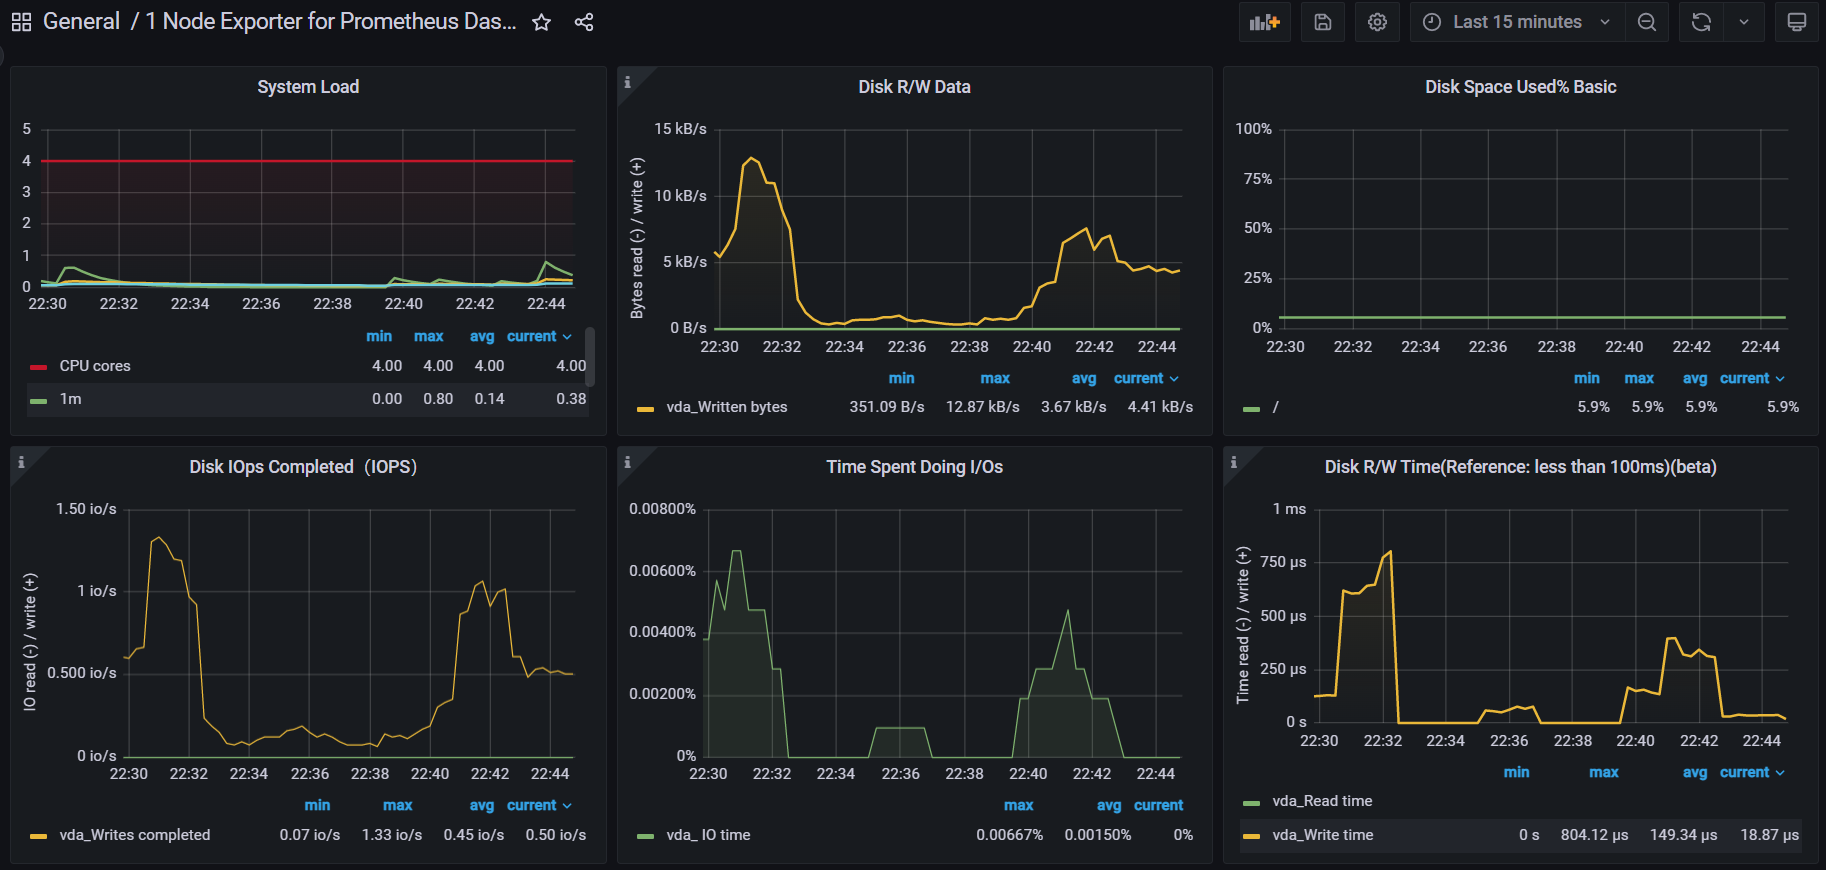 General / 1 Node Exporter for Prometheus Das...
Last 15 minutes
System Load
5
4
3
2
1
0
22:30 22:32 22:34 22:36 22:38 22:40 22:42 22:44
min max avg current
CPU cores 4.00 4.00 4.00 4.00
1m 0.00 0.80 0.14 0.38
Disk R/W Data
Bytes read (-) / write (+)
15 kB/s
10 kB/s
5 kB/s
0 B/s
22:30 22:32 22:34 22:36 22:38 22:40 22:42 22:44
min max avg current
vda_Written bytes 351.09 B/s 12.87 kB/s 3.67 kB/s 4.41 kB/s
Disk Space Used% Basic
100%
75%
50%
25%
0%
22:30 22:32 22:34 22:36 22:38 22:40 22:42 22:44
min max avg current
/ 5.9% 5.9% 5.9% 5.9%
Disk IOps Completed（IOPS）
IO read (-) / write (+)
1.50 io/s
1 io/s
0.500 io/s
0 io/s
22:30 22:32 22:34 22:36 22:38 22:40 22:42 22:44
min max avg current
vda_Writes completed 0.07 io/s 1.33 io/s 0.45 io/s 0.50 io/s
Time Spent Doing I/Os
0.00800%
0.00600%
0.00400%
0.00200%
0%
22:30 22:32 22:34 22:36 22:38 22:40 22:42 22:44
max avg current
vda_ IO time 0.00667% 0.00150% 0%
Disk R/W Time(Reference: less than 100ms)(beta)
Time read (-) / write (+)
1 ms
750 µs
500 µs
250 µs
0 s
22:30 22:32 22:34 22:36 22:38 22:40 22:42 22:44
min max avg current
vda_Read time
vda_Write time 0 s 804.12 µs 149.34 µs 18.87 µs